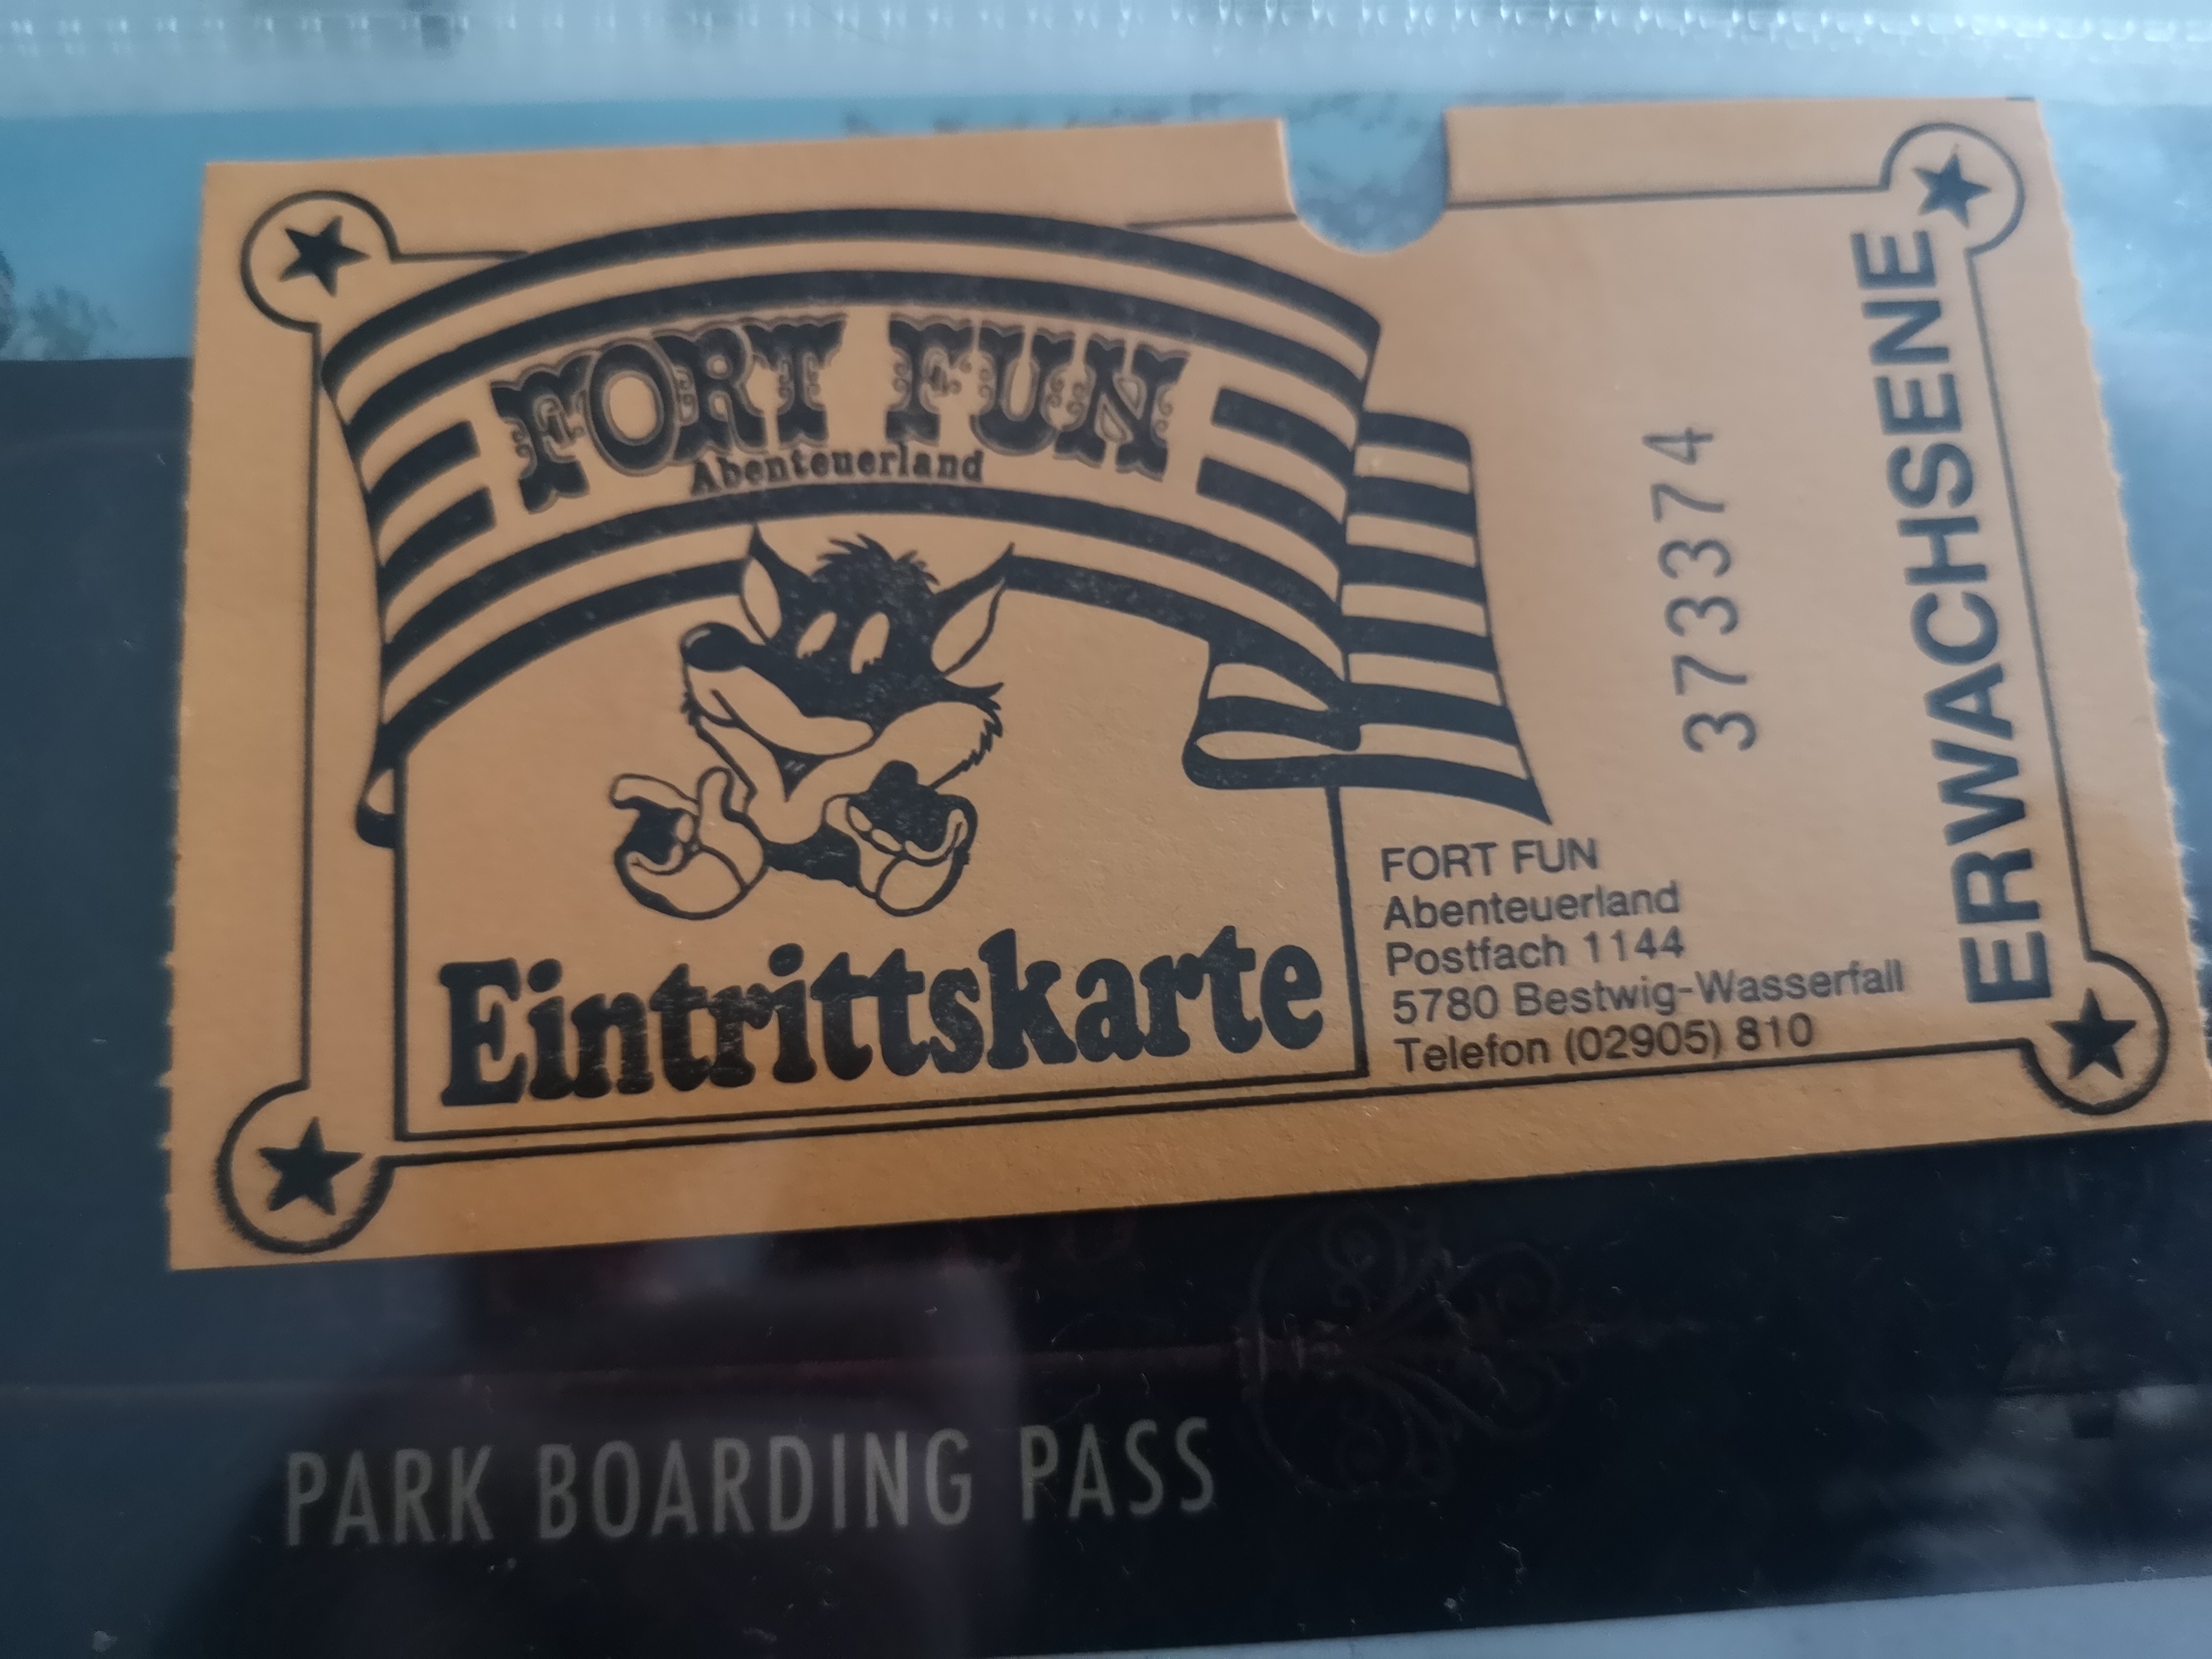 FORT FUN
Abenteuerland
Eintrittskarte
373374
ERWACHSENE
FORT FUN
Abenteuerland
Postfach 1144
5780 Bestwig-Wasserfall
Telefon (02905) 810
PARK BOARDING PASS